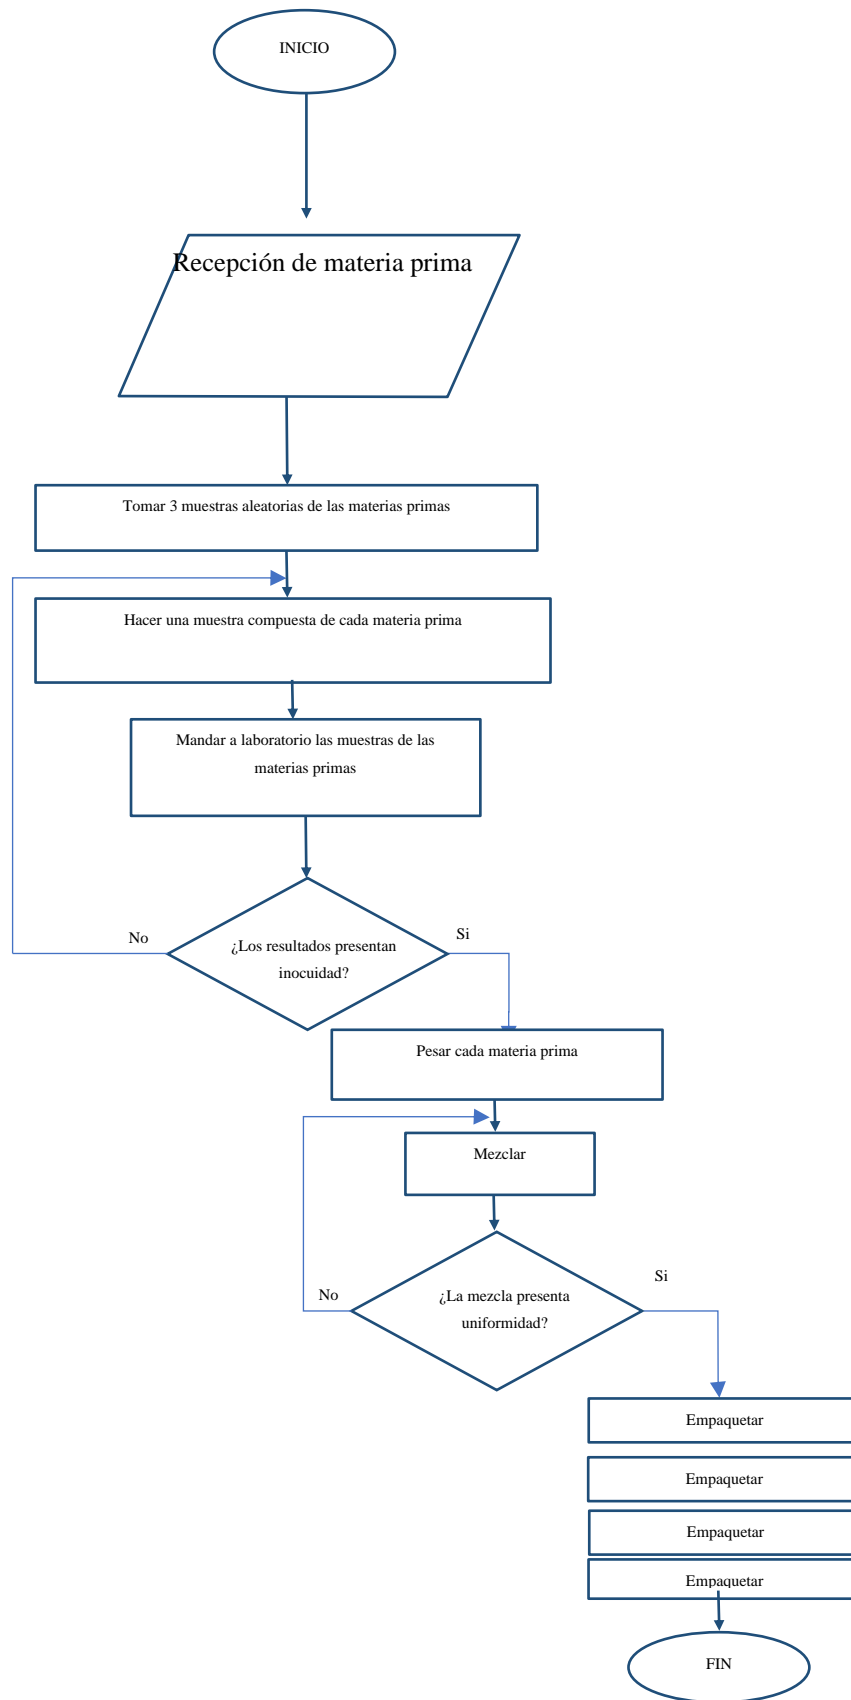 INICIO
Recepción de materia prima
Tomar 3 muestras aleatorias de las materias primas
Hacer una muestra compuesta de cada materia prima
Mandar a laboratorio las muestras de las
materias primas
No
Si
¿Los resultados presentan
inocuidad?
Pesar cada materia prima
Mezclar
No
Si
¿La mezcla presenta
uniformidad?
Empaquetar
Empaquetar
Empaquetar
Empaquetar
FIN